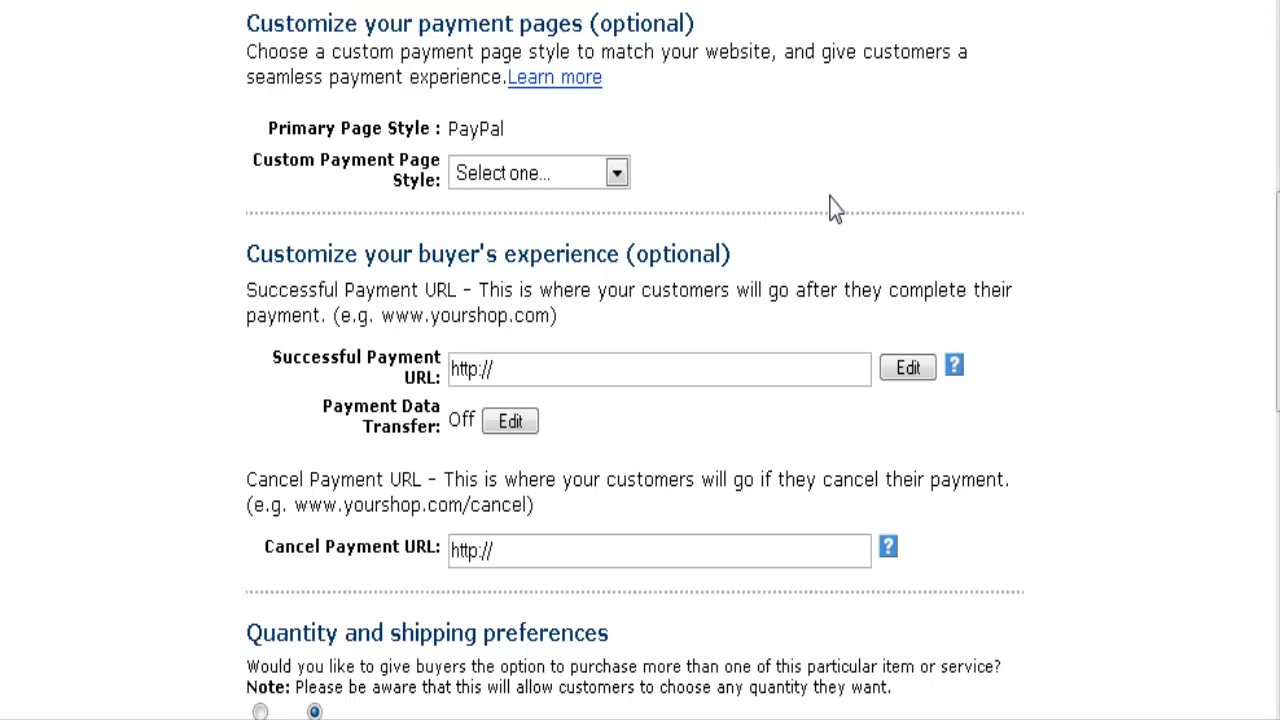 Customize your payment pages (optional)
Choose a custom payment page style to match your website, and give customers a
seamless payment experience.Learn more
Primary Page Style : PayPal
Custom Payment Page
Style: Select one...
Customize your buyer's experience (optional)
Successful Payment URL - This is where your customers will go after they complete their
payment. (e.g. www.yourshop.com)
Successful Payment
URL: http:// Edit ?
Payment Data
Transfer: Off Edit
Cancel Payment URL - This is where your customers will go if they cancel their payment.
(e.g. www.yourshop.com/cancel)
Cancel Payment URL: http:// ?
Quantity and shipping preferences
Would you like to give buyers the option to purchase more than one of this particular item or service?
Note: Please be aware that this will allow customers to choose any quantity they want.